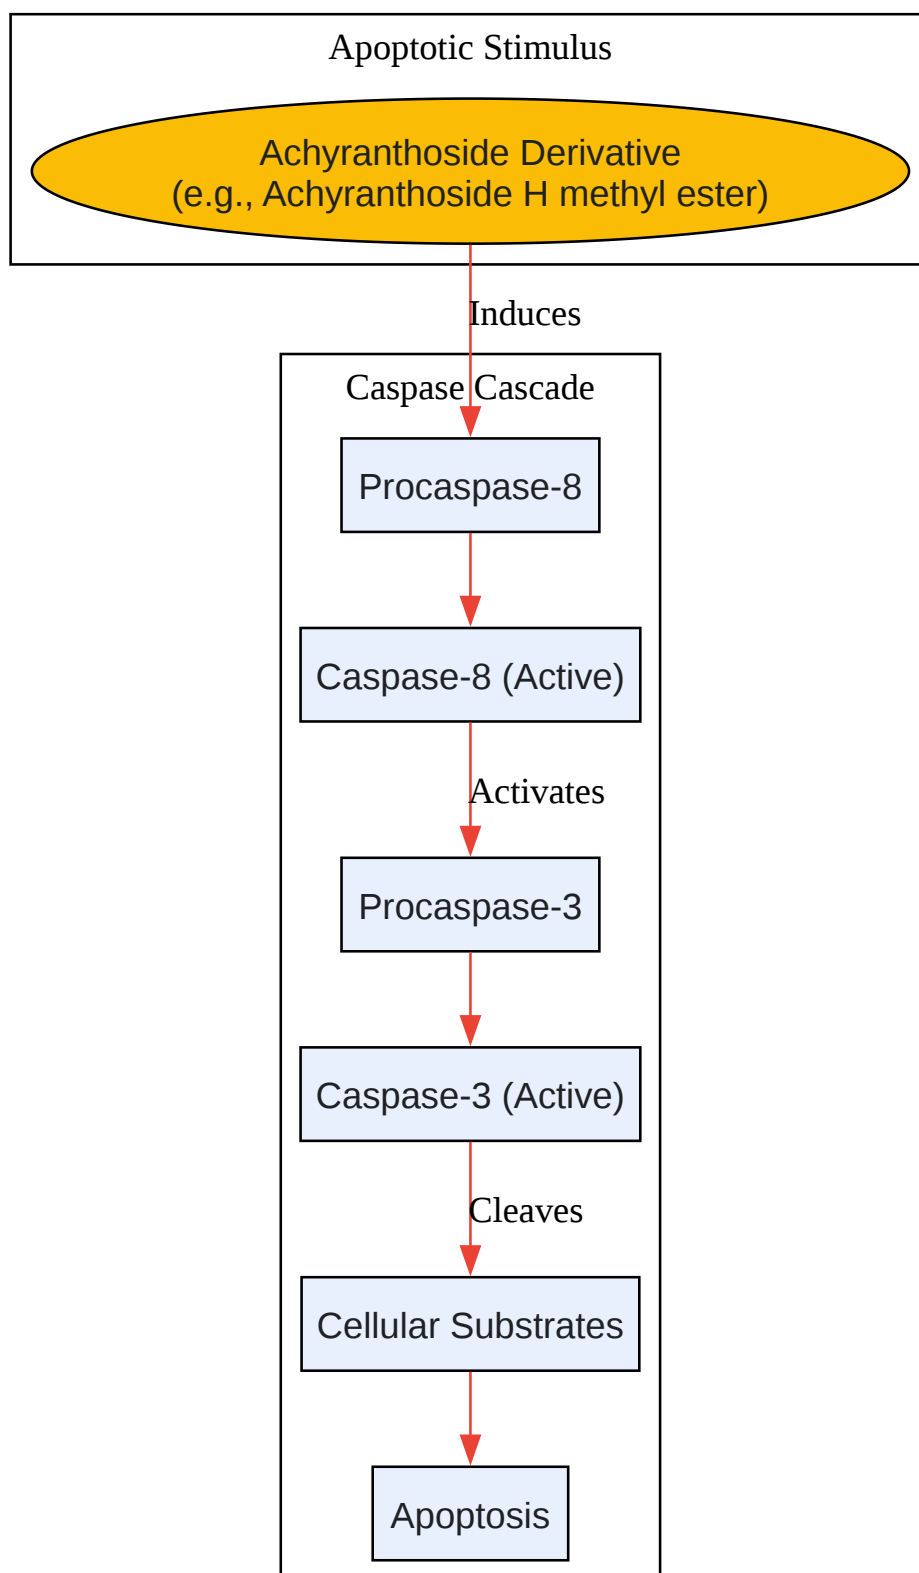 Apoptotic Stimulus
Achyranthoside Derivative
(e.g., Achyranthoside H methyl ester)
Induces
Caspase Cascade
Procaspase-8
Caspase-8 (Active)
Activates
Procaspase-3
Caspase-3 (Active)
Cleaves
Cellular Substrates
Apoptosis